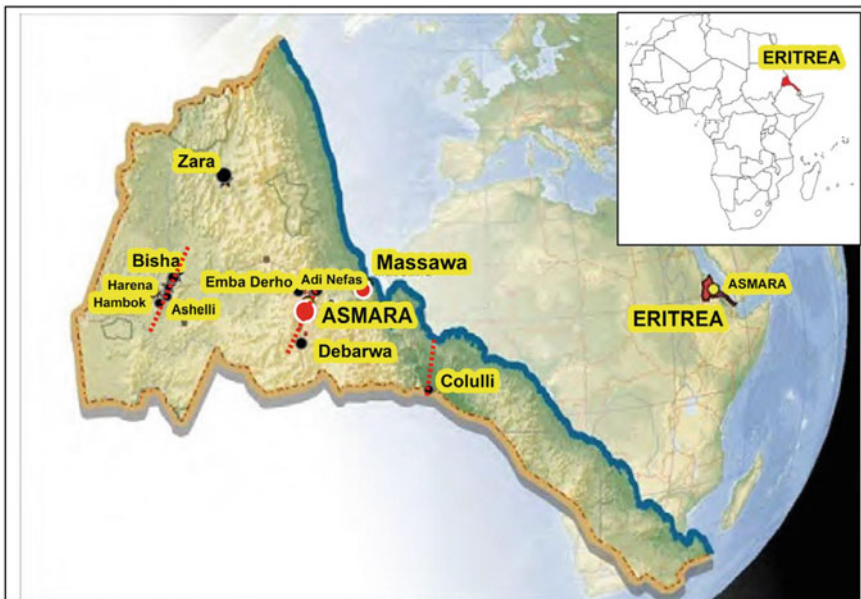 ERITREA
Zara
Bisha
Harena
Hambok
Ashelli
Emba Derho
Adi Nefas
Massawa
ASMARA
Debarwa
Colulli
ASMARA
ERITREA